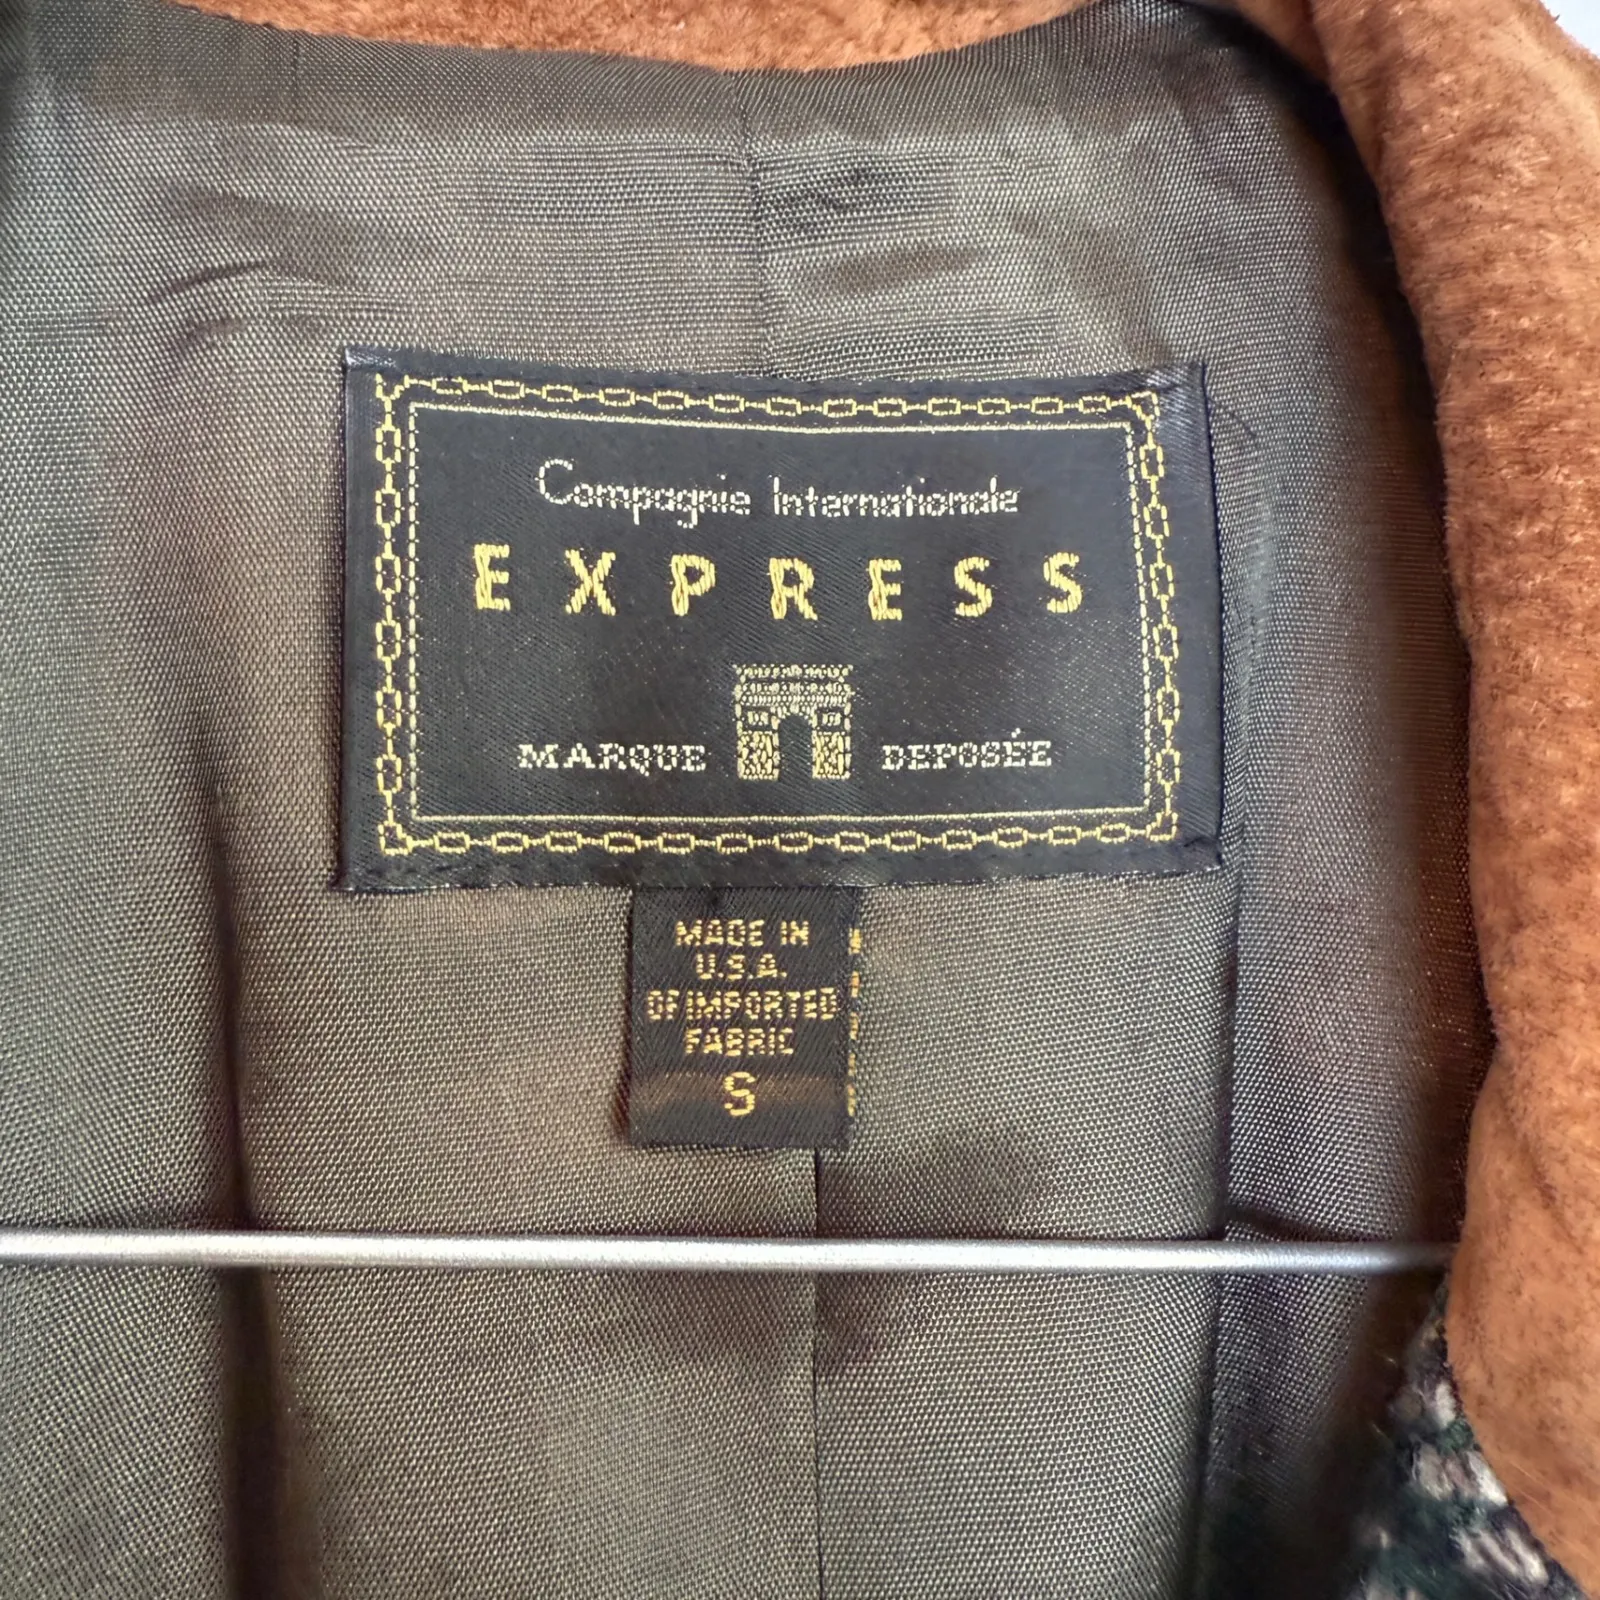 Compagnie Internationale
EXPRESS
MARQUE DEPOSÉE
MADE IN
U.S.A.
OF IMPORTED
FABRIC
S